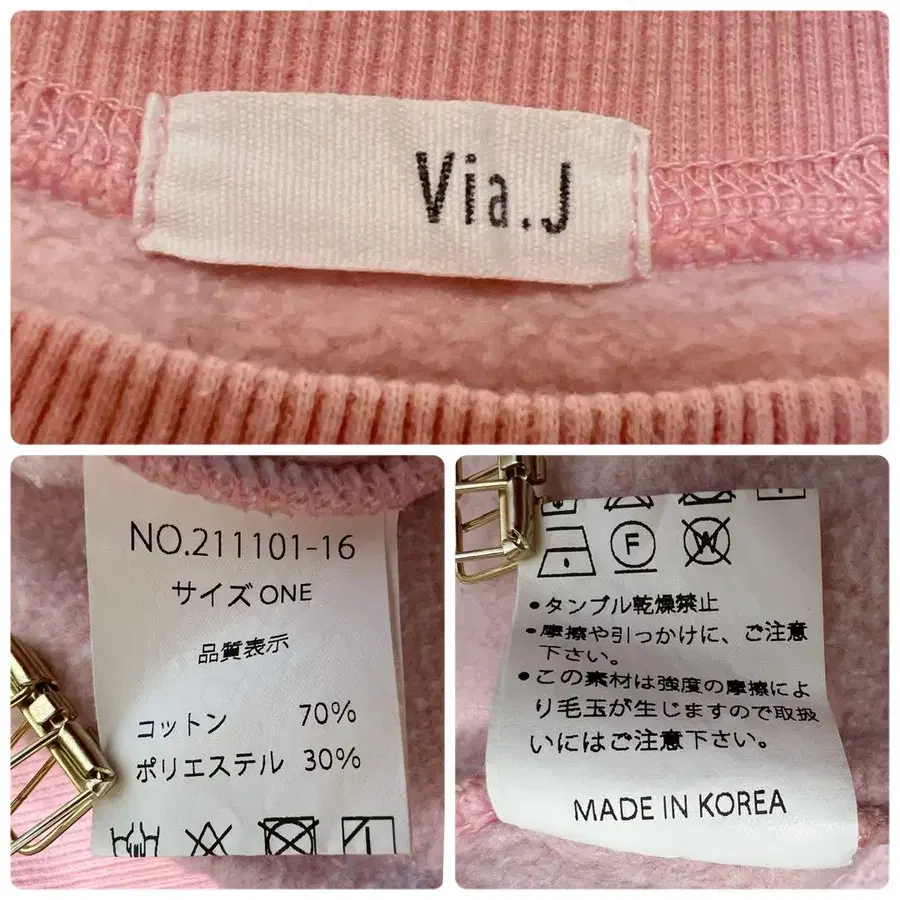 Via.J
NO.211101-16
サイズ ONE
品質表示
コットン 70%
ポリエステル 30%
F
W
•タンブル乾燥禁止
•摩擦や引っかけに、ご注意
下さい。
•この素材は強度の摩擦によ
り毛玉が生じますので取扱
いにはご注意下さい。
MADE IN KOREA